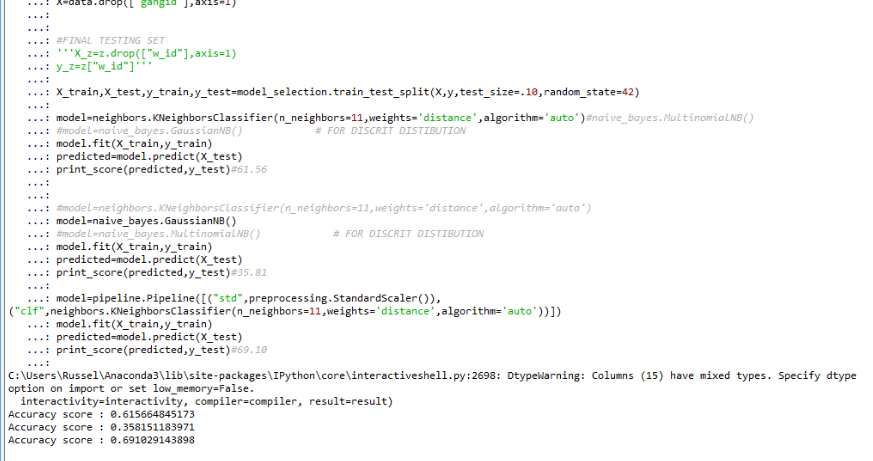 ...: X=data.drop(["gangid"],axis=1)
...:
...:
...: #FINAL TESTING SET
...: '''X_z=z.drop(["w_id"],axis=1)
...: y_z=z["w_id"]'''
...:
...: X_train,X_test,y_train,y_test=model_selection.train_test_split(X,y,test_size=.10,random_state=42)
...:
...: model=neighbors.KNeighborsClassifier(n_neighbors=11,weights='distance',algorithm='auto')#naive_bayes.MultinomialNB()
...: #model=naive_bayes.GaussianNB() # FOR DISCRIT DISTIBUTION
...: model.fit(X_train,y_train)
...: predicted=model.predict(X_test)
...: print_score(predicted,y_test)#61.56
...:
...:
...: #model=neighbors.KNeighborsClassifier(n_neighbors=11,weights='distance',algorithm='auto')
...: model=naive_bayes.GaussianNB()
...: #model=naive_bayes.MultinomialNB() # FOR DISCRIT DISTIBUTION
...: model.fit(X_train,y_train)
...: predicted=model.predict(X_test)
...: print_score(predicted,y_test)#35.81
...:
...: model=pipeline.Pipeline([("std",preprocessing.StandardScaler()),
("clf",neighbors.KNeighborsClassifier(n_neighbors=11,weights='distance',algorithm='auto'))])
...: model.fit(X_train,y_train)
...: predicted=model.predict(X_test)
...: print_score(predicted,y_test)#69.10
...:
C:\Users\Russel\Anaconda3\lib\site-packages\IPython\core\interactiveshell.py:2698: DtypeWarning: Columns (15) have mixed types. Specify dtype
option on import or set low_memory=False.
interactivity=interactivity, compiler=compiler, result=result)
Accuracy score : 0.615664845173
Accuracy score : 0.358151183971
Accuracy score : 0.691029143898